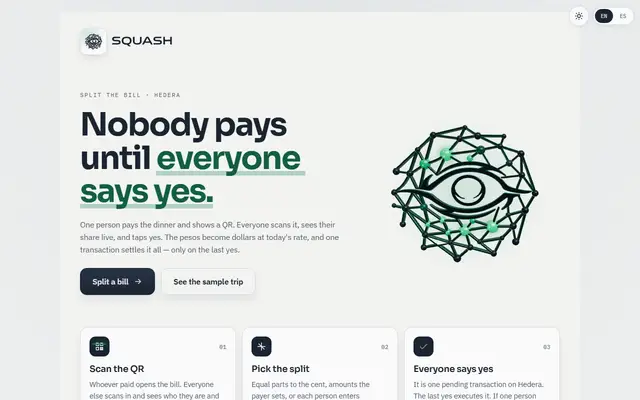 EN ES
SQUASH
SPLIT THE BILL · HEDERA
Nobody pays
until everyone
says yes.
One person pays the dinner and shows a QR. Everyone scans it, sees their
share live, and taps yes. The pesos become dollars at today's rate, and one
transaction settles it all — only on the last yes.
Split a bill → See the sample trip
01
Scan the QR
Whoever paid opens the bill. Everyone
else scans in and sees who they are and
02
Pick the split
Equal parts to the cent, amounts the
payer sets, or each person enters
03
Everyone says yes
It is one pending transaction on Hedera.
The last yes executes it. If one person